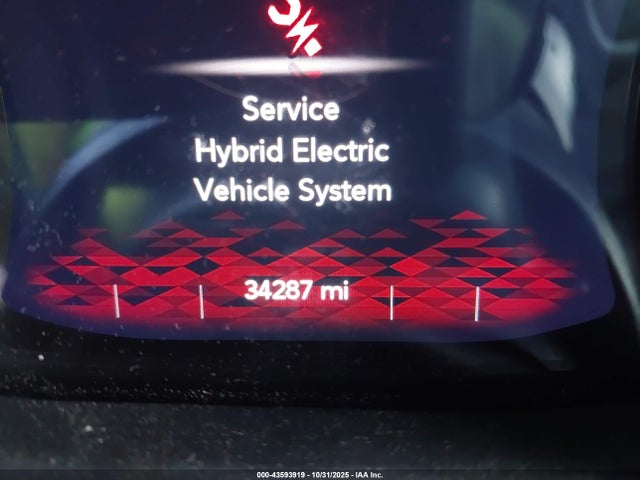 Service
Hybrid Electric
Vehicle System
34287 mi
000-43593919 - 10/31/2025 - IAA Inc.